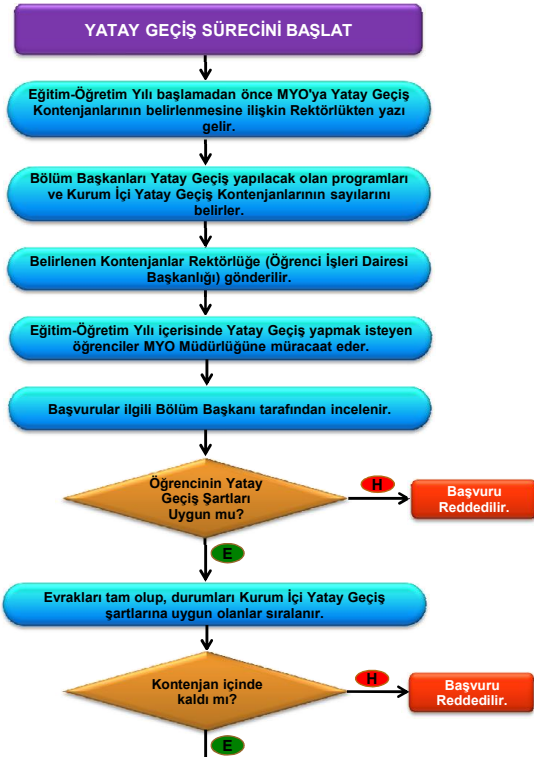 YATAY GEÇİŞ SÜRECİNİ BAŞLAT
Eğitim-Öğretim Yılı başlamadan önce MYO'ya Yatay Geçiş
Kontenjanlarının belirlenmesine ilişkin Rektörlükten yazı
gelir.
Bölüm Başkanları Yatay Geçiş yapılacak olan programları
ve Kurum İçi Yatay Geçiş Kontenjanlarının sayılarını
belirler.
Belirlenen Kontenjanlar Rektörlüğe (Öğrenci İşleri Dairesi
Başkanlığı) gönderilir.
Eğitim-Öğretim Yılı içerisinde Yatay Geçiş yapmak isteyen
öğrenciler MYO Müdürlüğüne müracaat eder.
Başvurular ilgili Bölüm Başkanı tarafından incelenir.
Öğrencinin Yatay
Geçiş Şartları
Uygun mu?
H
Başvuru
Reddedilir.
E
Evrakları tam olup, durumları Kurum İçi Yatay Geçiş
şartlarına uygun olanlar sıralanır.
Kontenjan içinde
kaldı mı?
H
Başvuru
Reddedilir.
E